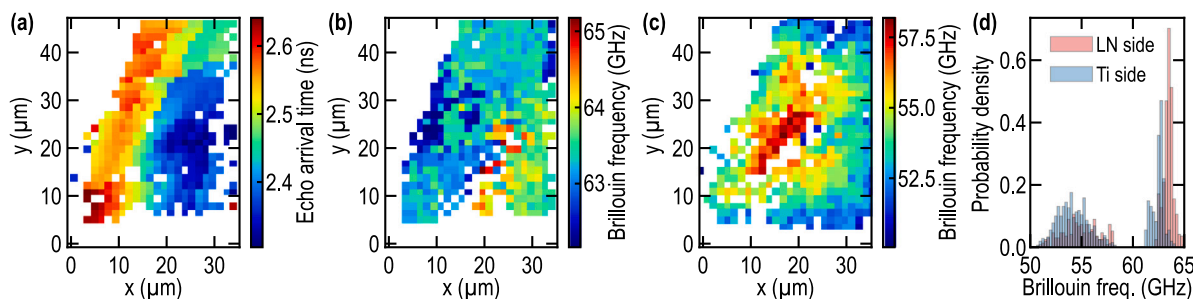 (a)
40
30
20
10
0
y (µm)
0 10 20 30
x (µm)
2.6
2.5
2.4
Echo arrival time (ns)
(b)
40
30
20
10
0
y (µm)
0 10 20 30
x (µm)
65
64
63
Brillouin frequency (GHz)
(c)
40
30
20
10
0
y (µm)
0 10 20 30
x (µm)
57.5
55.0
52.5
Brillouin frequency (GHz)
(d)
LN side
Ti side
0.6
0.4
0.2
0.0
Probability density
50 55 60 65
Brillouin freq. (GHz)